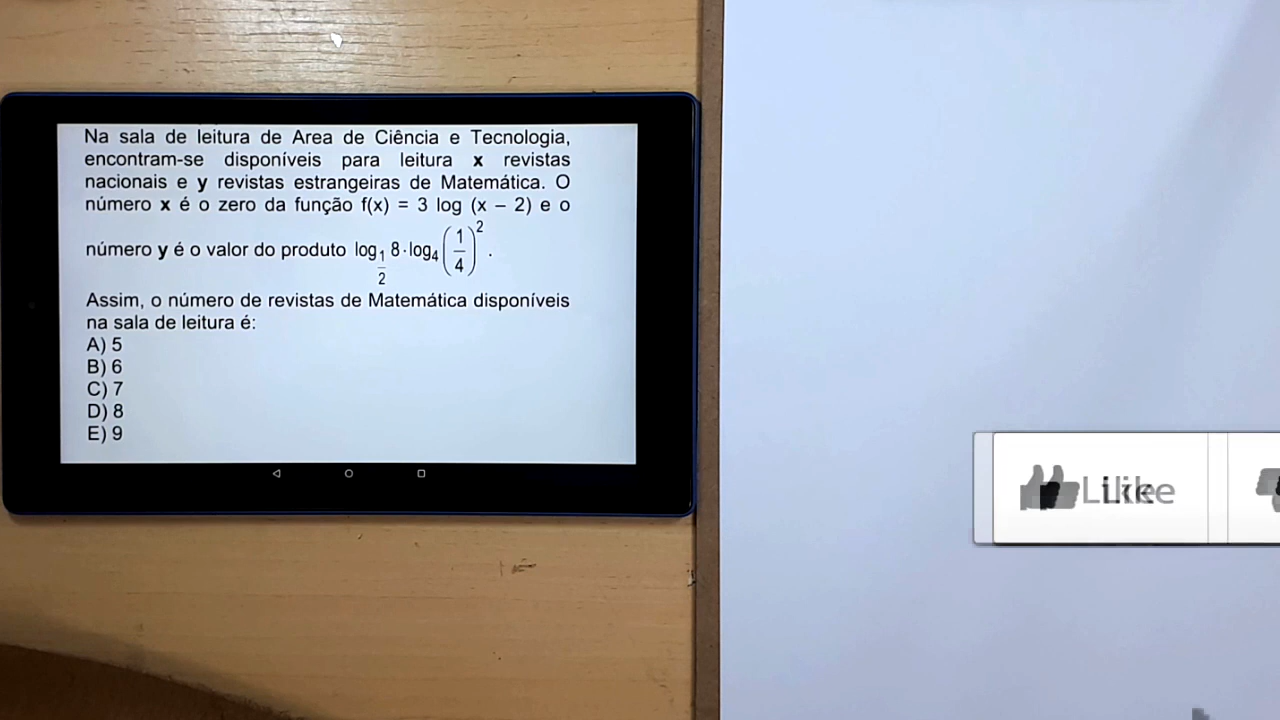 Na sala de leitura de Area de Ciência e Tecnologia,
encontram-se disponíveis para leitura x revistas
nacionais e y revistas estrangeiras de Matemática. O
número x é o zero da função f(x) = 3 log (x – 2) e o
número y é o valor do produto log_{1/2} 8·log₄(1/4)².
Assim, o número de revistas de Matemática disponíveis
na sala de leitura é:
A) 5
B) 6
C) 7
D) 8
E) 9
Like